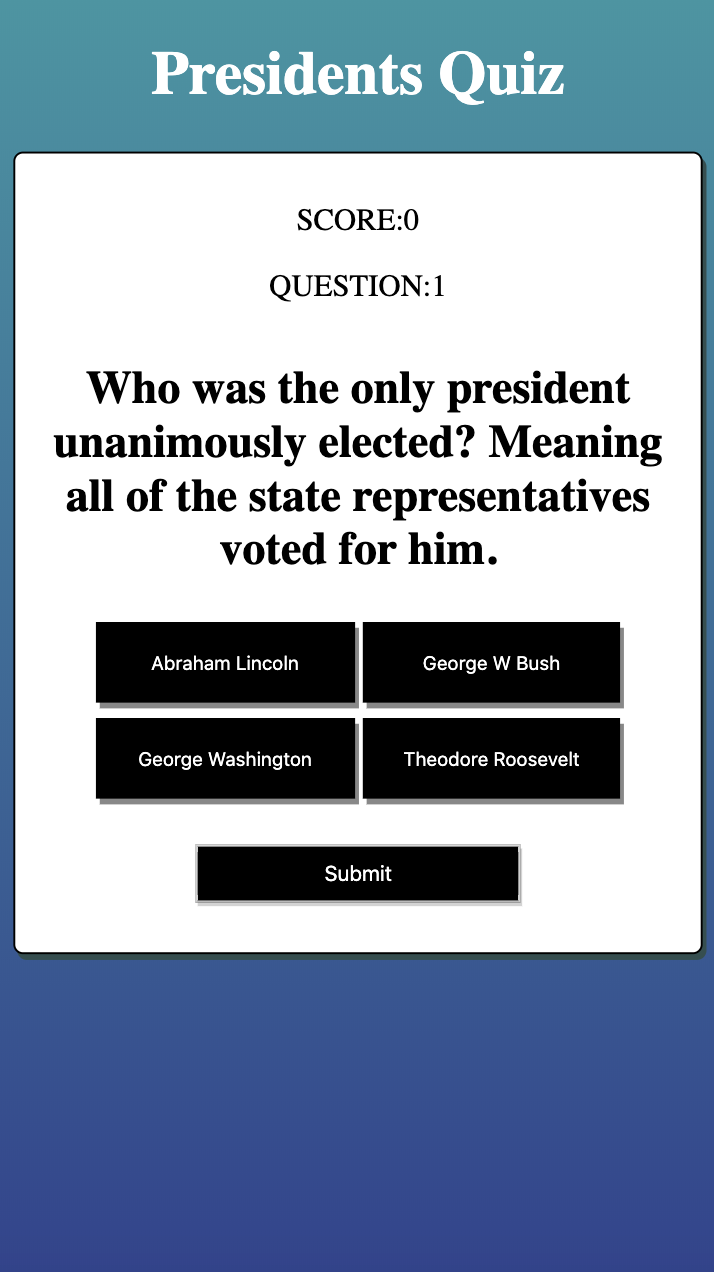 Presidents Quiz
SCORE:0
QUESTION:1
Who was the only president
unanimously elected? Meaning
all of the state representatives
voted for him.
Abraham Lincoln
George W Bush
George Washington
Theodore Roosevelt
Submit